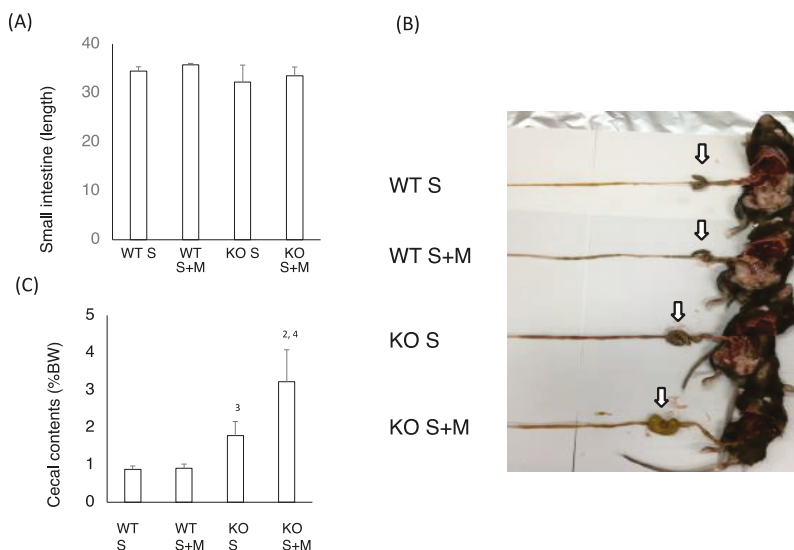 (A)
Small intestine (length)
40
30
20
10
0
WT S
WT
S+M
KO S
KO
S+M
(B)
WT S
WT S+M
KO S
KO S+M
(C)
Cecal contents (%BW)
5
4
3
2
1
0
3
2, 4
WT
S
WT
S+M
KO
S
KO
S+M